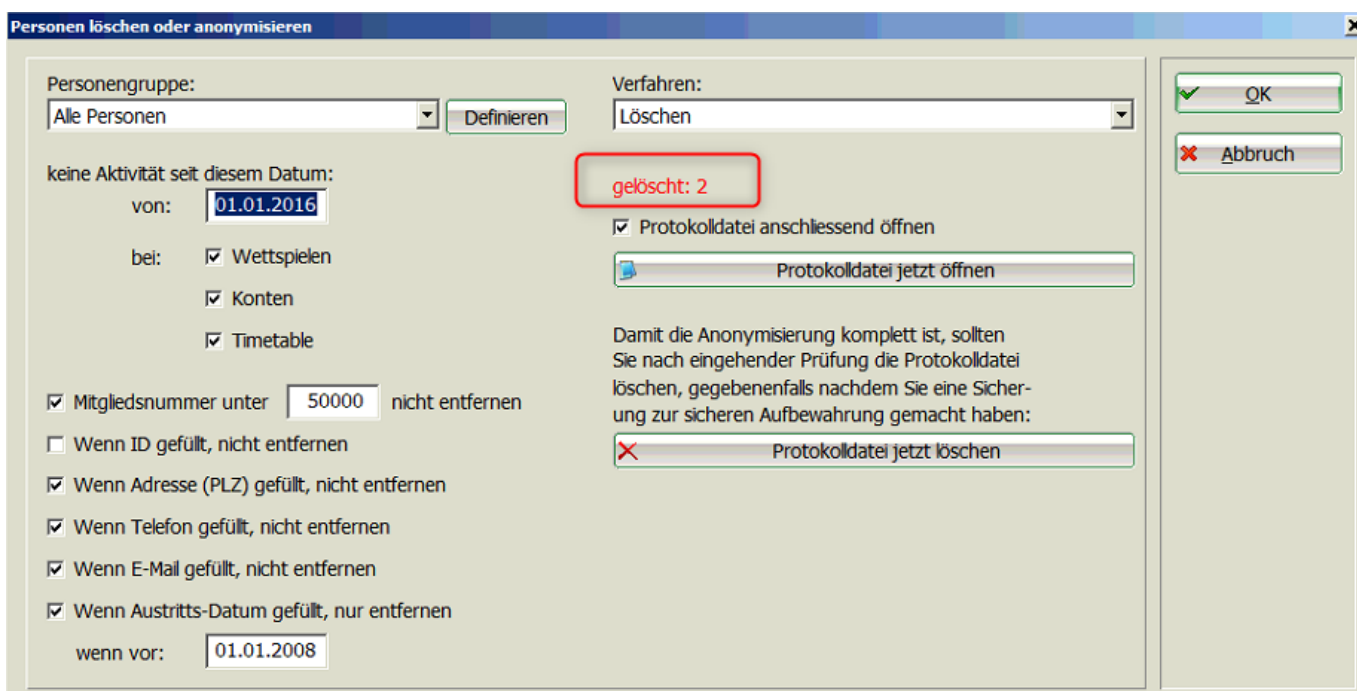 Personen löschen oder anonymisieren
Personengruppe:
Alle Personen
Definieren
keine Aktivität seit diesem Datum:
von: 01.01.2016
bei: Wettspielen
Konten
Timetable
Mitgliedsnummer unter 50000 nicht entfernen
Wenn ID gefüllt, nicht entfernen
Wenn Adresse (PLZ) gefüllt, nicht entfernen
Wenn Telefon gefüllt, nicht entfernen
Wenn E-Mail gefüllt, nicht entfernen
Wenn Austritts-Datum gefüllt, nur entfernen
wenn vor: 01.01.2008
Verfahren:
Löschen
gelöscht: 2
Protokolldatei anschliessend öffnen
Protokolldatei jetzt öffnen
Damit die Anonymisierung komplett ist, sollten
Sie nach eingehender Prüfung die Protokolldatei
löschen, gegebenenfalls nachdem Sie eine Sicher-
ung zur sicheren Aufbewahrung gemacht haben:
Protokolldatei jetzt löschen
OK
Abbruch